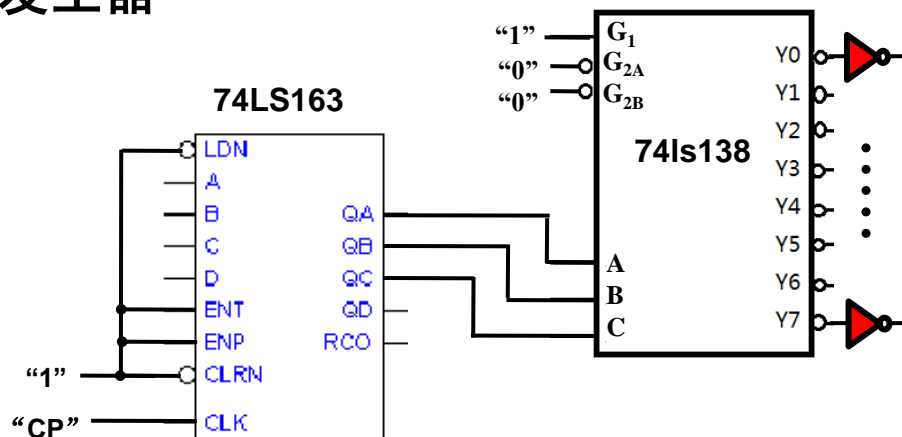 发生器
“1”
“0”
“0”
G1
G2A
G2B
74ls138
A
B
C
Y0
Y1
Y2
Y3
Y4
Y5
Y6
Y7
74LS163
LDN
A
B
C
D
ENT
ENP
CLRN
CLK
QA
QB
QC
QD
RCO
“1”
“CP”